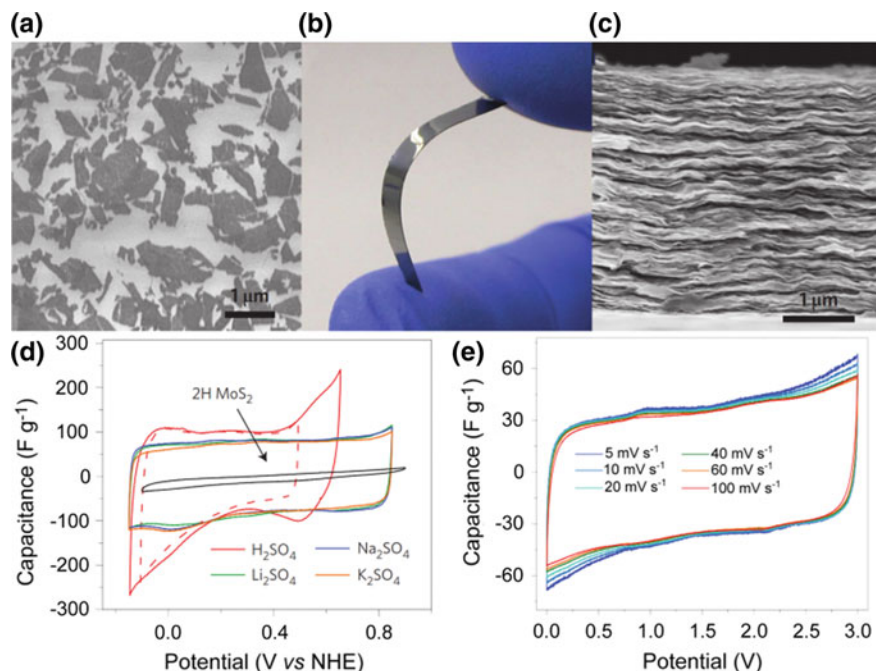 (a)
(b)
(c)
1 μm
1 μm
(d)
300
200
100
0
-100
-200
-300
Capacitance (F g⁻¹)
2H MoS₂
H₂SO₄
Na₂SO₄
Li₂SO₄
K₂SO₄
0.0
0.4
0.8
Potential (V vs NHE)
(e)
60
30
0
-30
-60
Capacitance (F g⁻¹)
5 mV s⁻¹
40 mV s⁻¹
10 mV s⁻¹
60 mV s⁻¹
20 mV s⁻¹
100 mV s⁻¹
0.0
0.5
1.0
1.5
2.0
2.5
3.0
Potential (V)